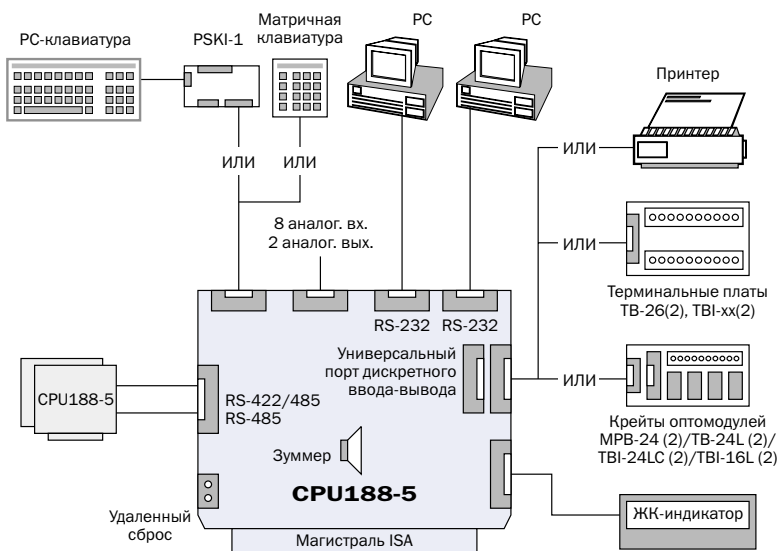 PC-клавиатура
PSKI-1
Матричная
клавиатура
PC
PC
Принтер
ИЛИ
ИЛИ
ИЛИ
8 аналог. вх.
2 аналог. вых.
ИЛИ
Терминальные платы
TB-26(2), TBI-xx(2)
RS-232
RS-232
Универсальный
порт дискретного
ввода-вывода
ИЛИ
CPU188-5
RS-422/485
RS-485
Крейты оптомодулей
MPB-24 (2)/TB-24L (2)/
TBI-24LC (2)/TBI-16L (2)
Зуммер
CPU188-5
Удаленный
сброс
ЖК-индикатор
Магистраль ISA